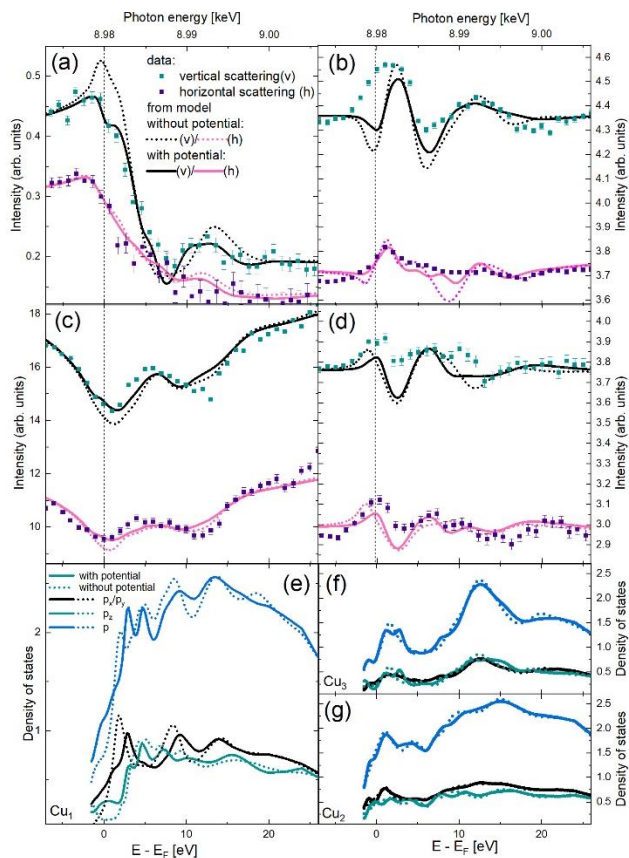 Photon energy [keV]
Photon energy [keV]
8.98 8.99 9.00
8.98 8.99 9.00
(a)
data:
vertical scattering(v)
horizontal scattering (h)
from model
without potential:
(v)/ (h)
with potential:
(v)/ (h)
0.5
0.4
0.3
0.2
Intensity (arb. units)
(b)
4.6
4.5
4.4
4.3
4.2
4.1
3.8
3.7
3.6
Intensity (arb. units)
(c)
18
16
14
12
10
Intensity (arb. units)
(d)
4.0
3.9
3.8
3.7
3.6
3.5
3.4
3.3
3.2
3.1
3.0
2.9
Intensity (arb. units)
(e)
with potential
without potential
px/py
pz
p
2
1
Density of states
Cu1
0 10 20
E - EF [eV]
(f)
2.5
2.0
1.5
1.0
0.5
Density of states
Cu3
(g)
2.5
2.0
1.5
1.0
0.5
Density of states
Cu2
0 10 20
E - EF [eV]